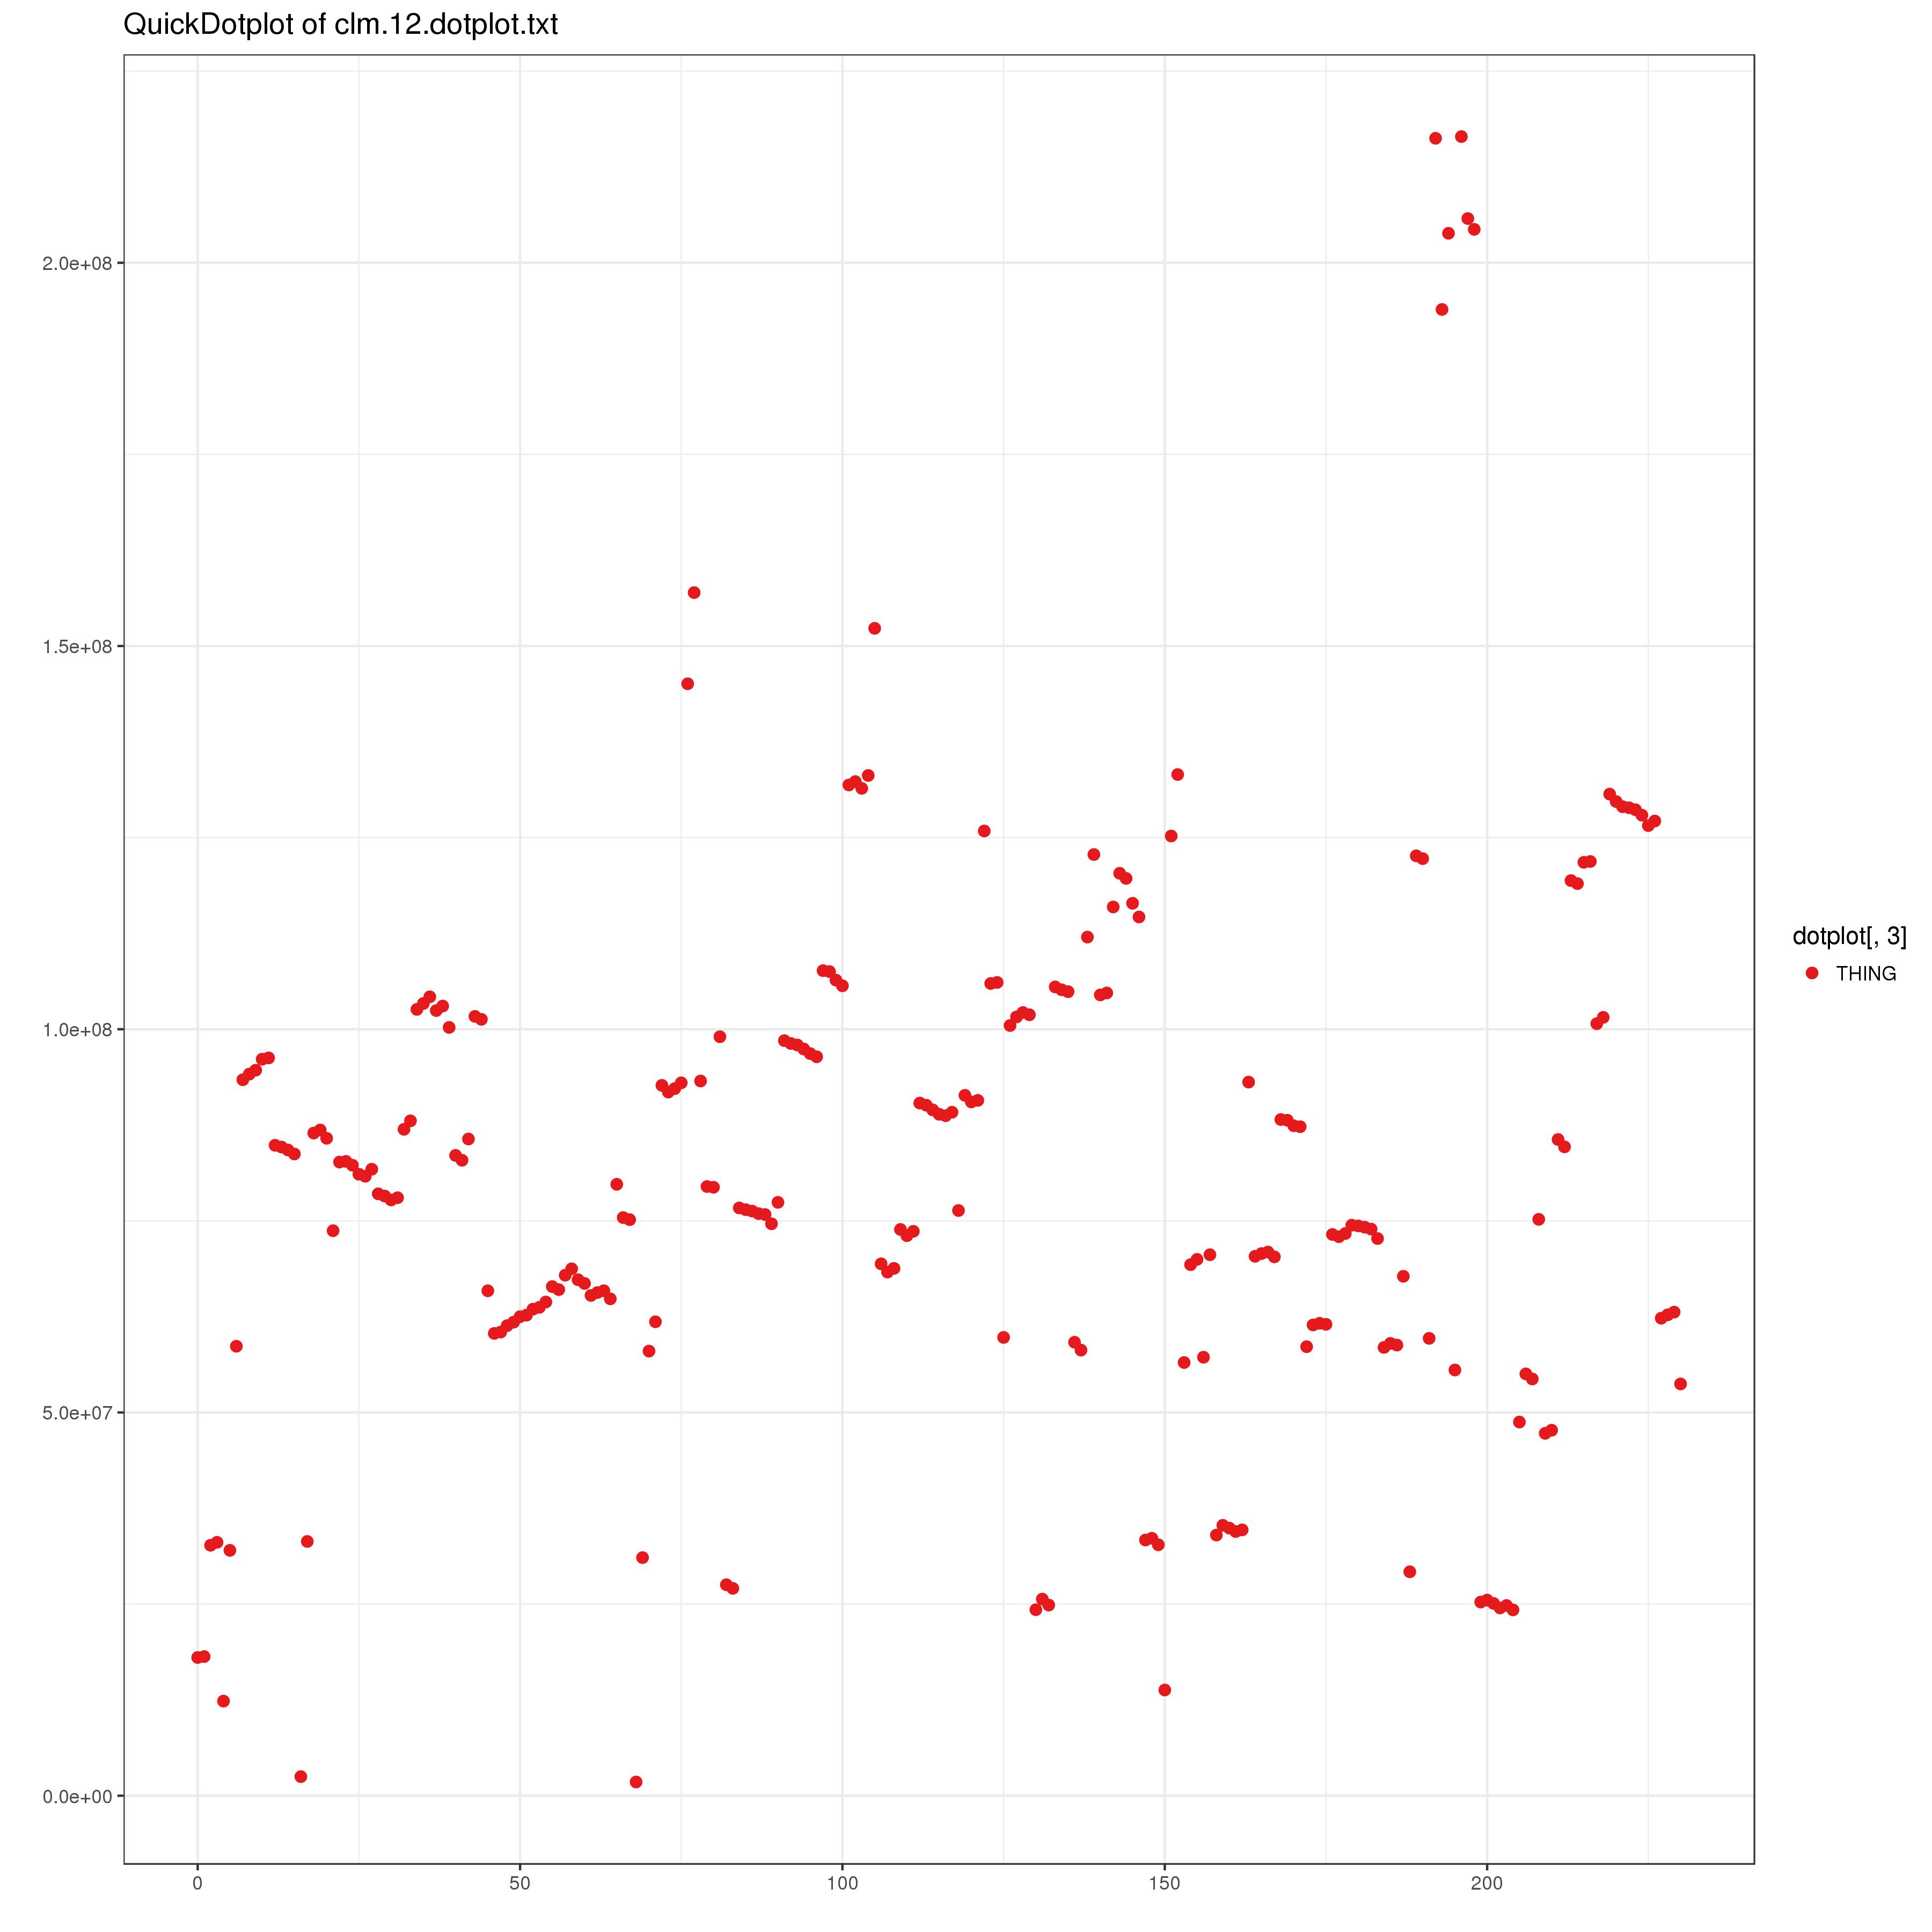 QuickDotplot of clm.12.dotplot.txt
2.0e+08
1.5e+08
1.0e+08
5.0e+07
0.0e+00
0 50 100 150 200
dotplot[, 3]
THING